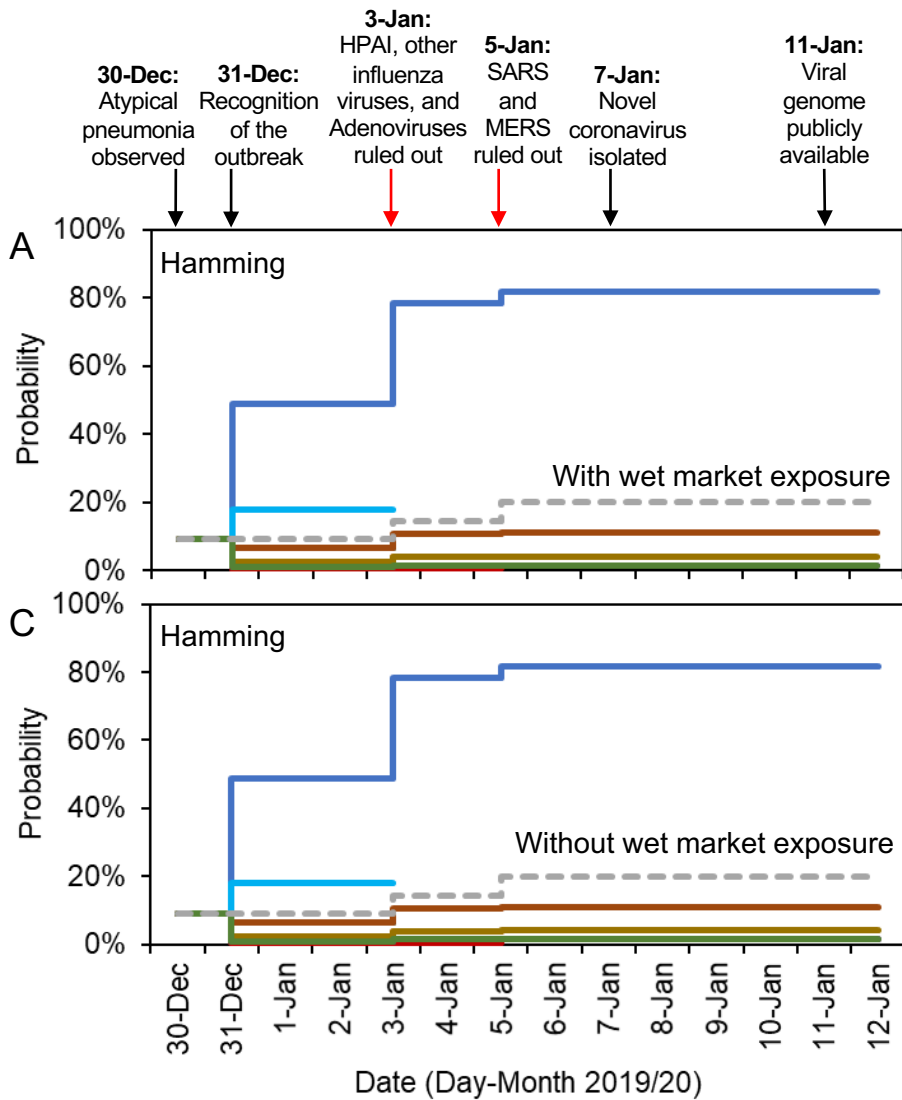 30-Dec:
Atypical
pneumonia
observed
31-Dec:
Recognition
of the
outbreak
3-Jan:
HPAI, other
influenza
viruses, and
Adenoviruses
ruled out
5-Jan:
SARS
and
MERS
ruled out
7-Jan:
Novel
coronavirus
isolated
11-Jan:
Viral
genome
publicly
available
A
Hamming
Probability
100%
80%
60%
40%
20%
0%
With wet market exposure
C
Hamming
Probability
100%
80%
60%
40%
20%
0%
Without wet market exposure
30-Dec
31-Dec
1-Jan
2-Jan
3-Jan
4-Jan
5-Jan
6-Jan
7-Jan
8-Jan
9-Jan
10-Jan
11-Jan
12-Jan
Date (Day-Month 2019/20)